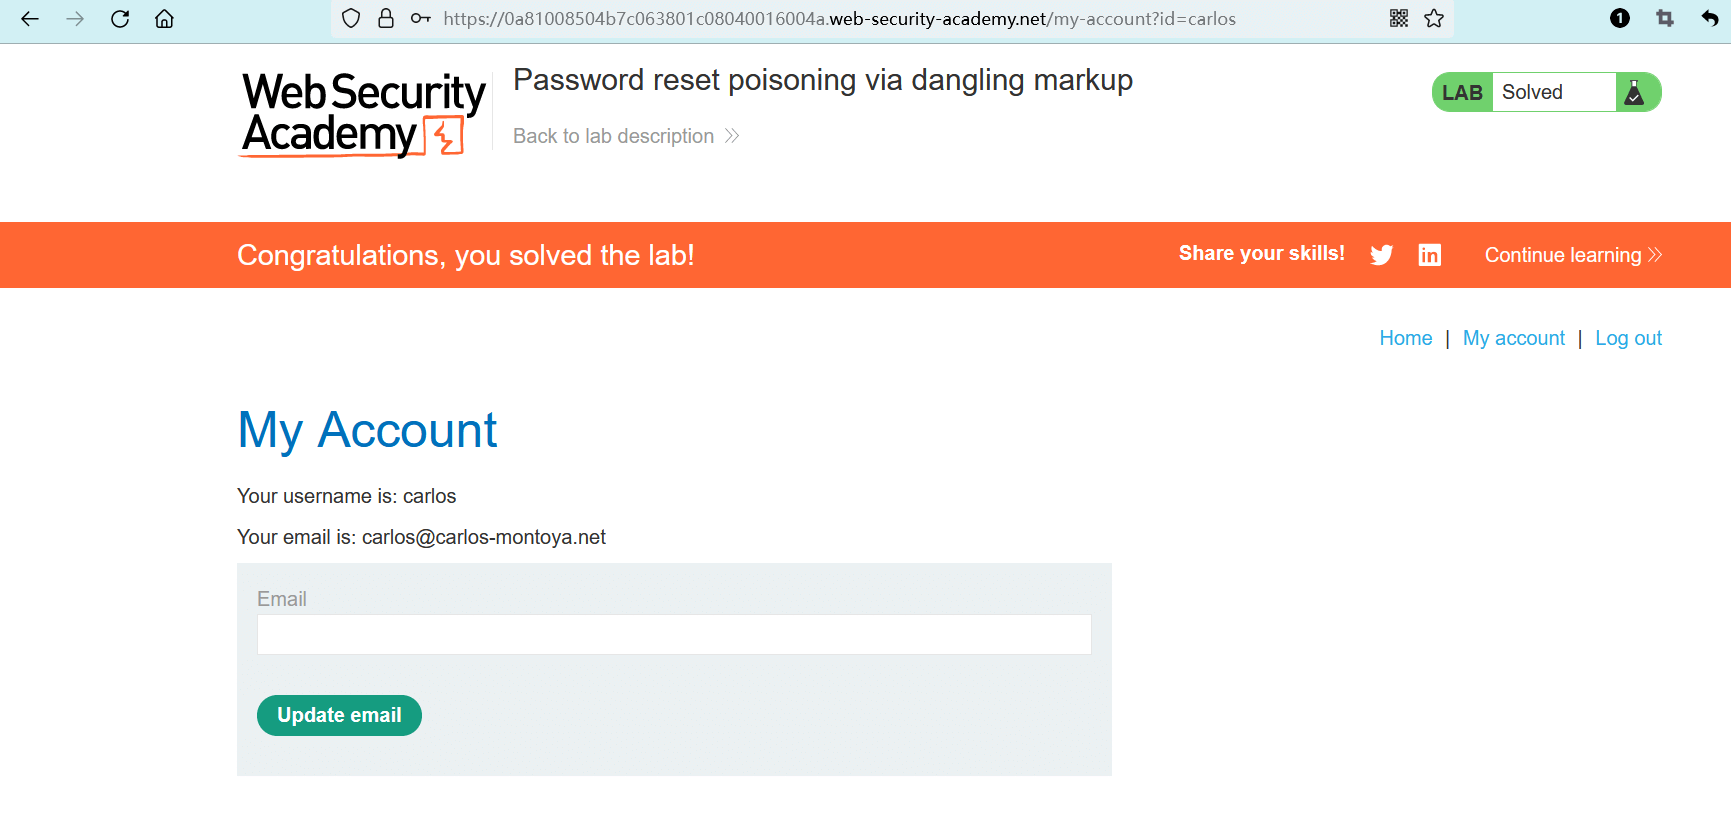 https://0a81008504b7c063801c08040016004a.web-security-academy.net/my-account?id=carlos
1
Web Security
Academy
Password reset poisoning via dangling markup
Back to lab description
LAB Solved
Congratulations, you solved the lab!
Share your skills!
in
Continue learning
Home | My account | Log out
My Account
Your username is: carlos
Your email is: carlos@carlos-montoya.net
Email
Update email